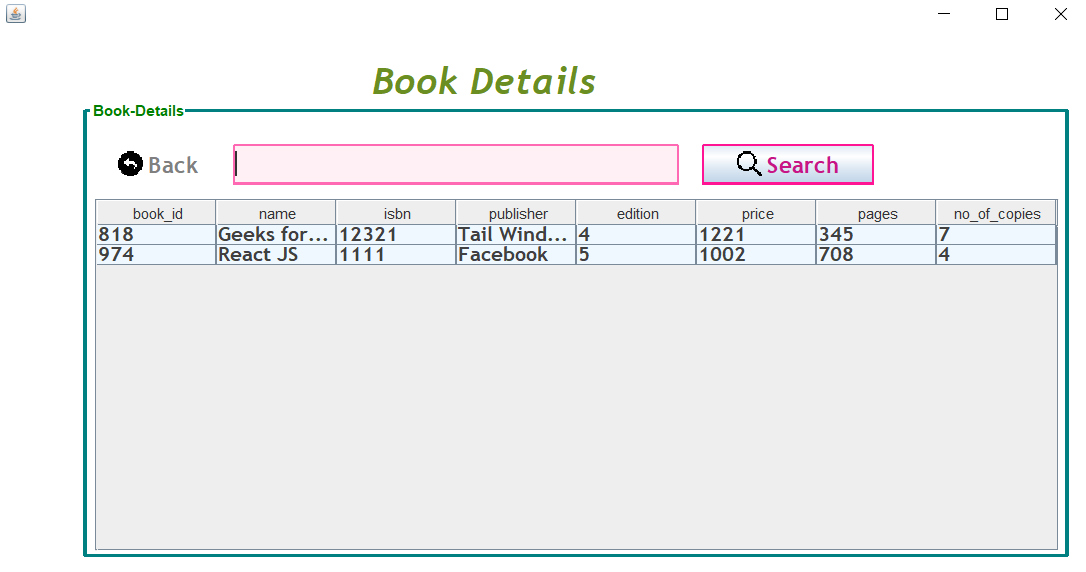 Book Details
Book-Details
Back Search
book_id name isbn publisher edition price pages no_of_copies
818 Geeks for... 12321 Tail Wind... 4 1221 345 7
974 React JS 1111 Facebook 5 1002 708 4